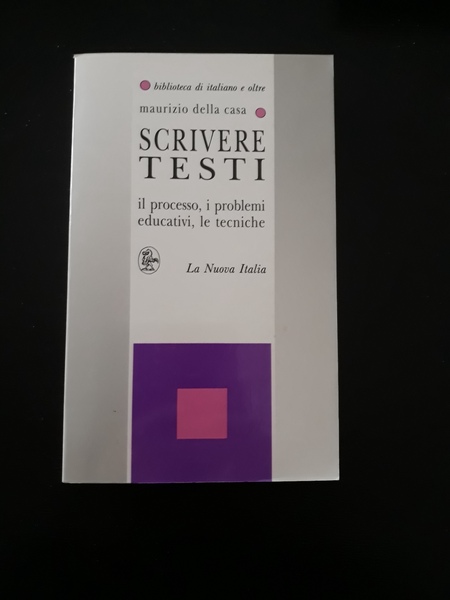 biblioteca di italiano e oltre
maurizio della casa
SCRIVERE
TESTI
il processo, i problemi
educativi, le tecniche
La Nuova Italia